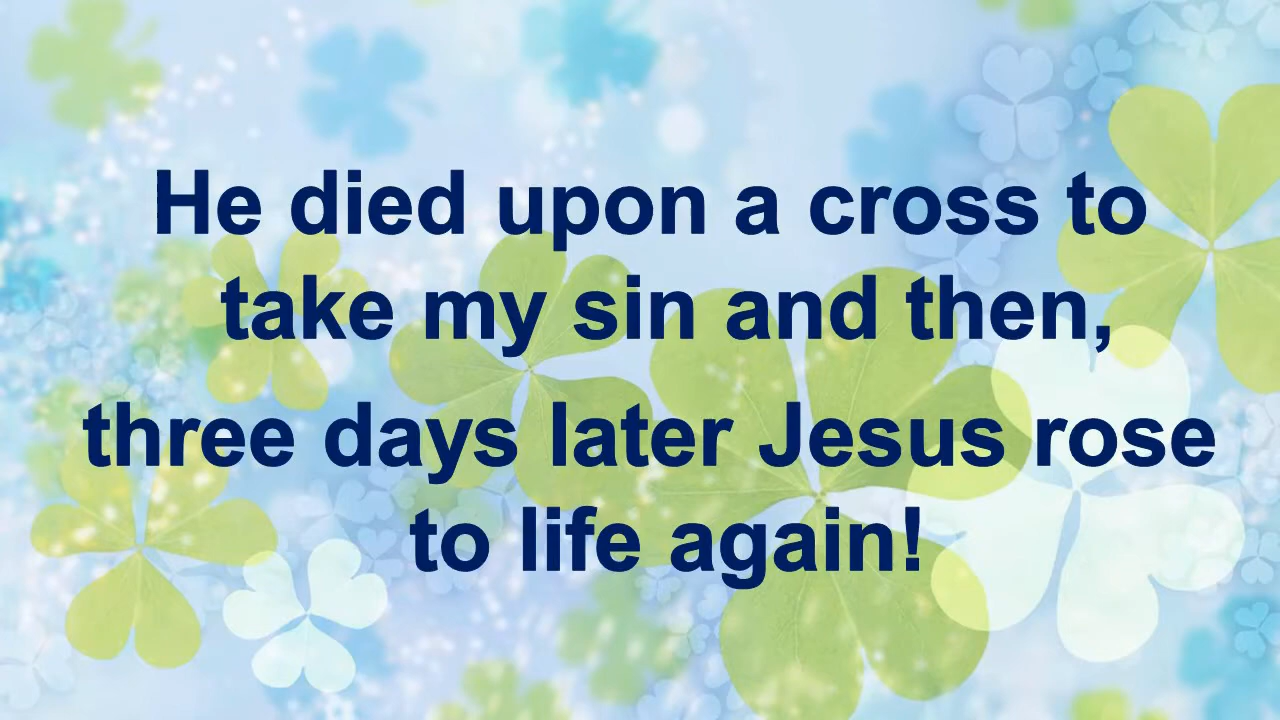 He died upon a cross to
take my sin and then,
three days later Jesus rose
to life again!